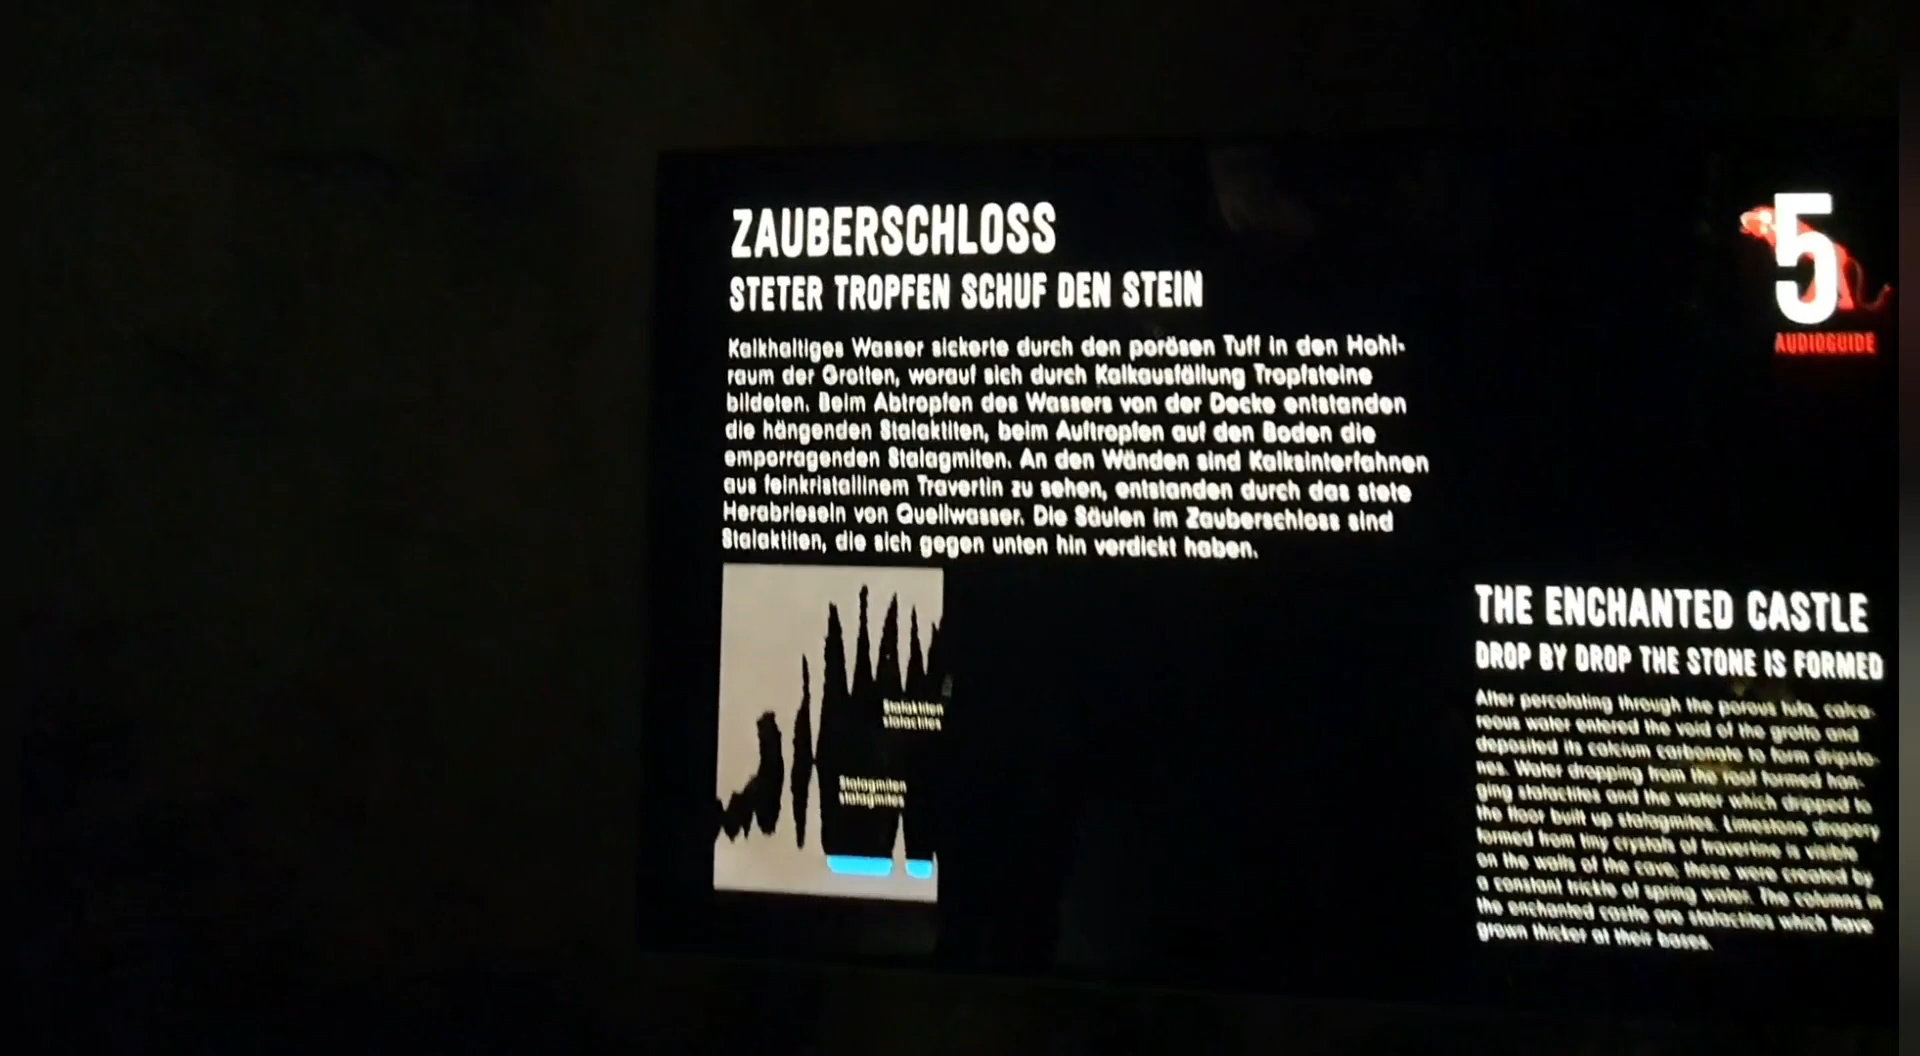 ZAUBERSCHLOSS
STETER TROPFEN SCHUF DEN STEIN
Kalkhaltiges Wasser sickerte durch den porösen Tuff in den Hohl-
raum der Grotten, worauf sich durch Kalkausfällung Tropfsteine
bildeten. Beim Abtropfen des Wassers von der Decke entstanden
die hängenden Stalaktiten, beim Auftropfen auf den Boden die
emporragenden Stalagmiten. An den Wänden sind Kalksinterfahnen
aus feinkristallinem Travertin zu sehen, entstanden durch das stete
Herabrieseln von Quellwasser. Die Säulen im Zauberschloss sind
Stalaktiten, die sich gegen unten hin verdickt haben.
Stalaktiten
stalactites
Stalagmiten
stalagmites
5
AUDIOGUIDE
THE ENCHANTED CASTLE
DROP BY DROP THE STONE IS FORMED
After percolating through the porous tufa, calca-
reous water entered the void of the grotto and
deposited its calcium carbonate to form dripsto-
nes. Water dropping from the roof formed han-
ging stalactites and the water which dripped to
the floor built up stalagmites. Limestone drapery
formed from tiny crystals of travertine is visible
on the walls of the cave; these were created by
a constant trickle of spring water. The columns in
the enchanted castle are stalactites which have
grown thicker at their bases.